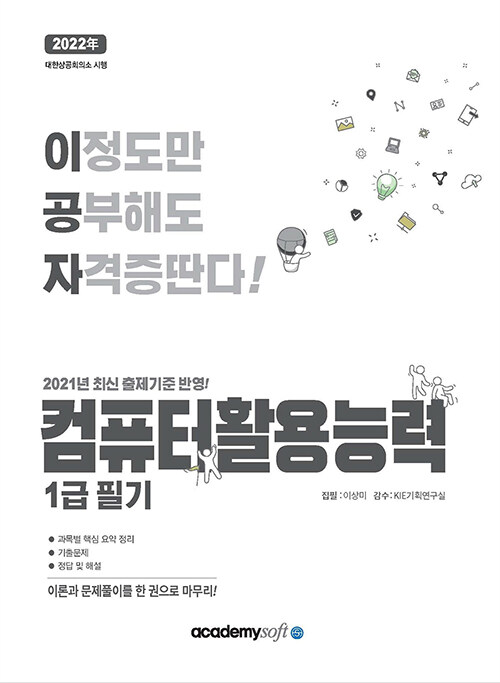 2022年
대한상공회의소 시행
이정도만
공부해도
자격증딴다!
2021년 최신 출제기준 반영!
컴퓨터활용능력
1급 필기
집필 : 이상미 감수 : KIE기획연구실
● 과목별 핵심 요약 정리
● 기출문제
● 정답 및 해설
이론과 문제풀이를 한 권으로 마무리!
academysoft